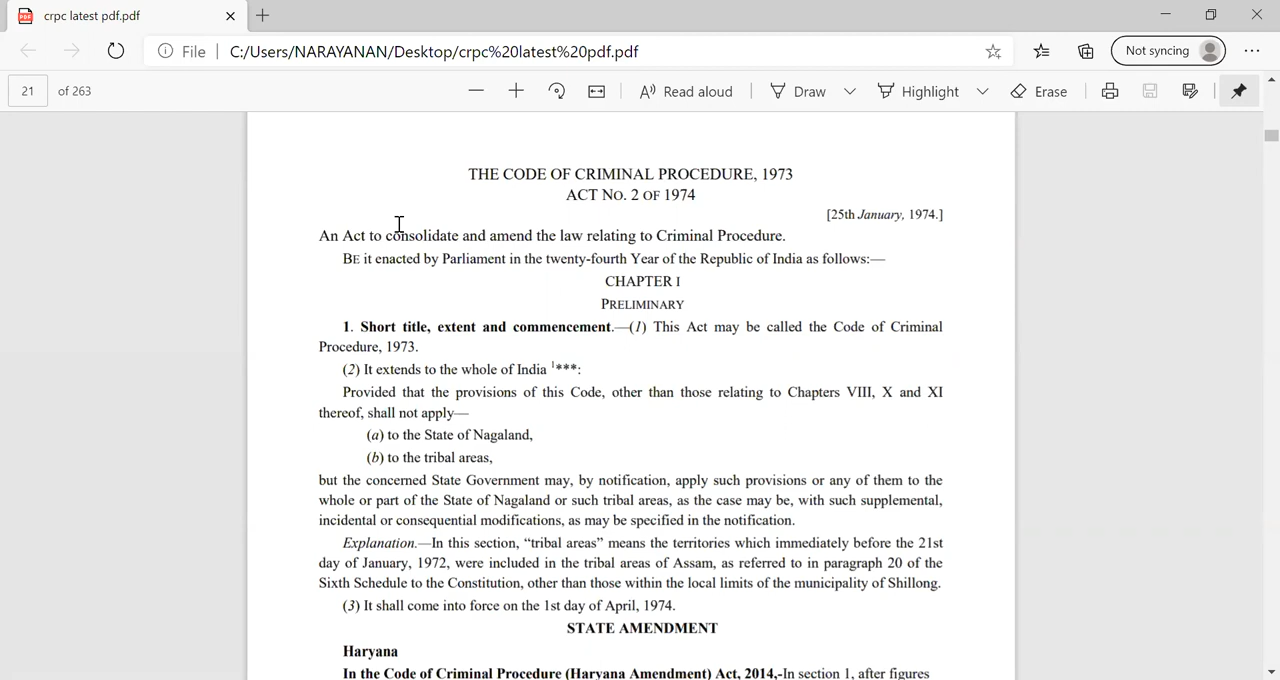 crpc latest pdf.pdf
File C:/Users/NARAYANAN/Desktop/crpc%20latest%20pdf.pdf Not syncing
21 of 263 Read aloud Draw Highlight Erase
THE CODE OF CRIMINAL PROCEDURE, 1973
ACT NO. 2 OF 1974
[25th January, 1974.]
An Act to consolidate and amend the law relating to Criminal Procedure.
BE it enacted by Parliament in the twenty-fourth Year of the Republic of India as follows:—
CHAPTER I
PRELIMINARY
1. Short title, extent and commencement.—(1) This Act may be called the Code of Criminal
Procedure, 1973.
(2) It extends to the whole of India 1***:
Provided that the provisions of this Code, other than those relating to Chapters VIII, X and XI
thereof, shall not apply—
(a) to the State of Nagaland,
(b) to the tribal areas,
but the concerned State Government may, by notification, apply such provisions or any of them to the
whole or part of the State of Nagaland or such tribal areas, as the case may be, with such supplemental,
incidental or consequential modifications, as may be specified in the notification.
Explanation.—In this section, “tribal areas” means the territories which immediately before the 21st
day of January, 1972, were included in the tribal areas of Assam, as referred to in paragraph 20 of the
Sixth Schedule to the Constitution, other than those within the local limits of the municipality of Shillong.
(3) It shall come into force on the 1st day of April, 1974.
STATE AMENDMENT
Haryana
In the Code of Criminal Procedure (Haryana Amendment) Act, 2014,-In section 1, after figures